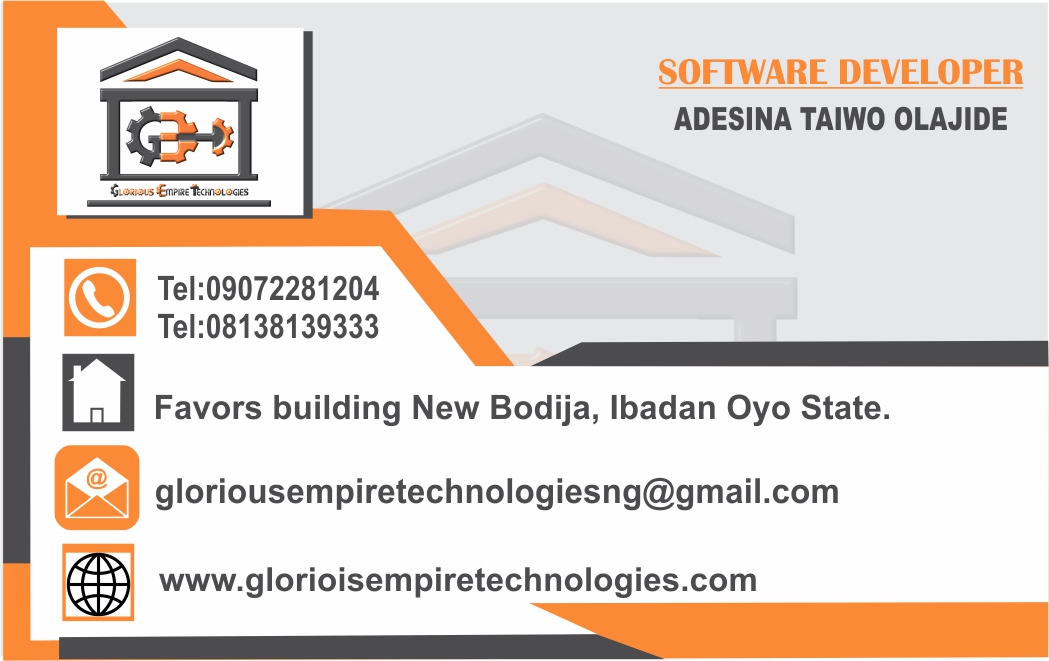 GLORIOUS EMPIRE TECHNOLOGIES
SOFTWARE DEVELOPER
ADESINA TAIWO OLAJIDE
Tel:09072281204
Tel:08138139333
Favors building New Bodija, Ibadan Oyo State.
@
gloriousempiretechnologiesng@gmail.com
www.glorioisempiretechnologies.com